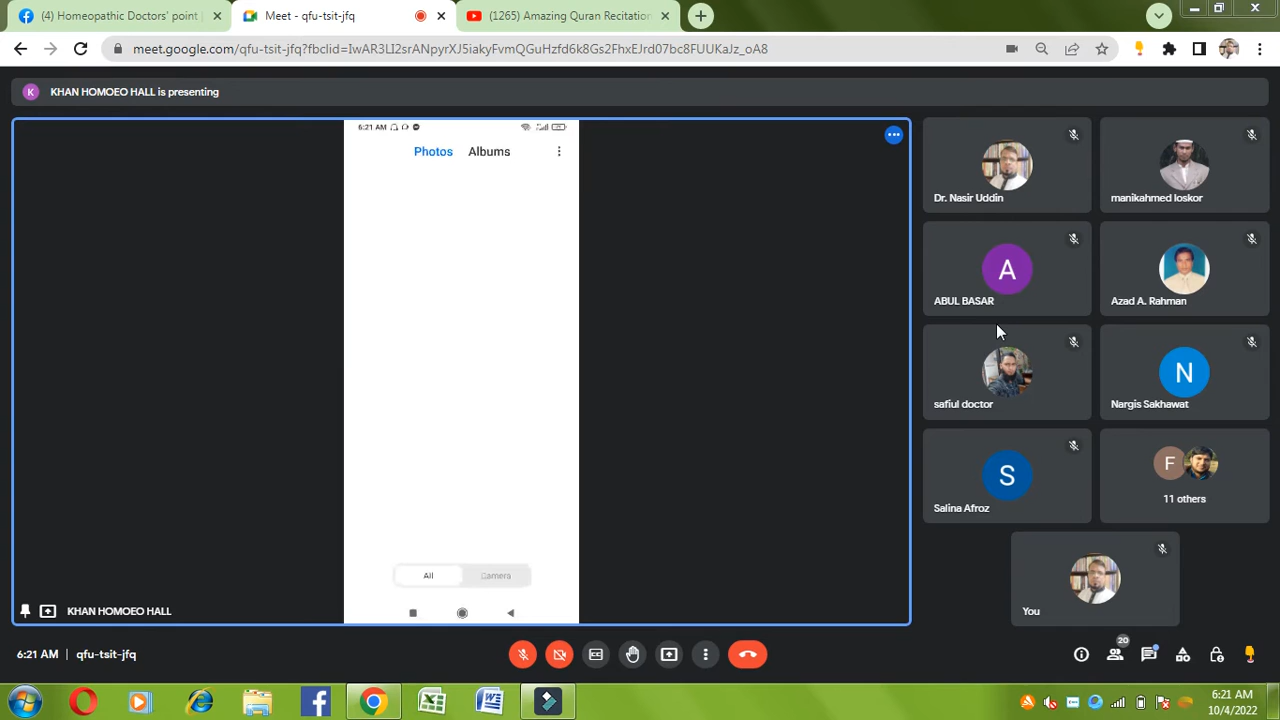 (4) Homeopathic Doctors' point |
Meet - qfu-tsit-jfq
(1265) Amazing Quran Recitation
meet.google.com/qfu-tsit-jfq?fbclid=IwAR3LI2srANprXJ5iakyFvmQGuHzfd6k8Gs2FhxEJrd07bc8FUUKaJz_oA8
K KHAN HOMOEO HALL is presenting
6:21 AM
Photos Albums
All Camera
KHAN HOMOEO HALL
Dr. Nasir Uddin
manikahmed loskor
A
ABUL BASAR
Azad A. Rahman
safiul doctor
N
Nargis Sakhawat
S
Salina Afroz
F
11 others
You
6:21 AM | qfu-tsit-jfq
20
6:21 AM
10/4/2022